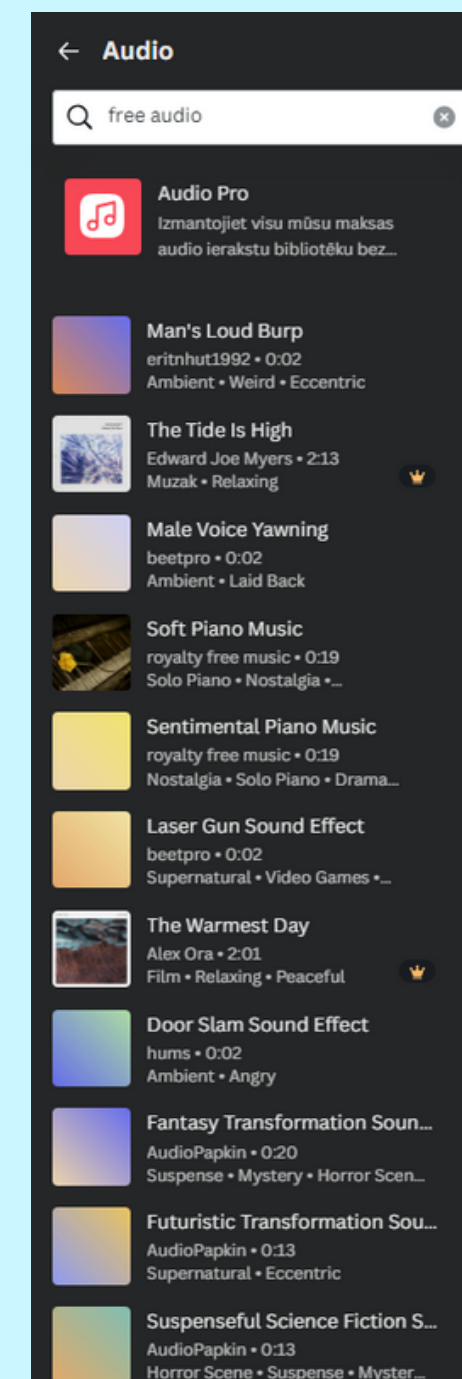 ← Audio
free audio
Audio Pro
Izmantojiet visu mūsu maksas
audio ierakstu bibliotēku bez...
Man's Loud Burp
eritnhut1992 • 0:02
Ambient • Weird • Eccentric
The Tide Is High
Edward Joe Myers • 2:13
Muzak • Relaxing
Male Voice Yawning
beetpro • 0:02
Ambient • Laid Back
Soft Piano Music
royalty free music • 0:19
Solo Piano • Nostalgia •...
Sentimental Piano Music
royalty free music • 0:19
Nostalgia • Solo Piano • Drama...
Laser Gun Sound Effect
beetpro • 0:02
Supernatural • Video Games •...
The Warmest Day
Alex Ora • 2:01
Film • Relaxing • Peaceful
Door Slam Sound Effect
hums • 0:02
Ambient • Angry
Fantasy Transformation Soun...
AudioPapkin • 0:20
Suspense • Mystery • Horror Scen...
Futuristic Transformation Sou...
AudioPapkin • 0:13
Supernatural • Eccentric
Suspenseful Science Fiction S...
AudioPapkin • 0:13
Horror Scene • Suspense • Myster...